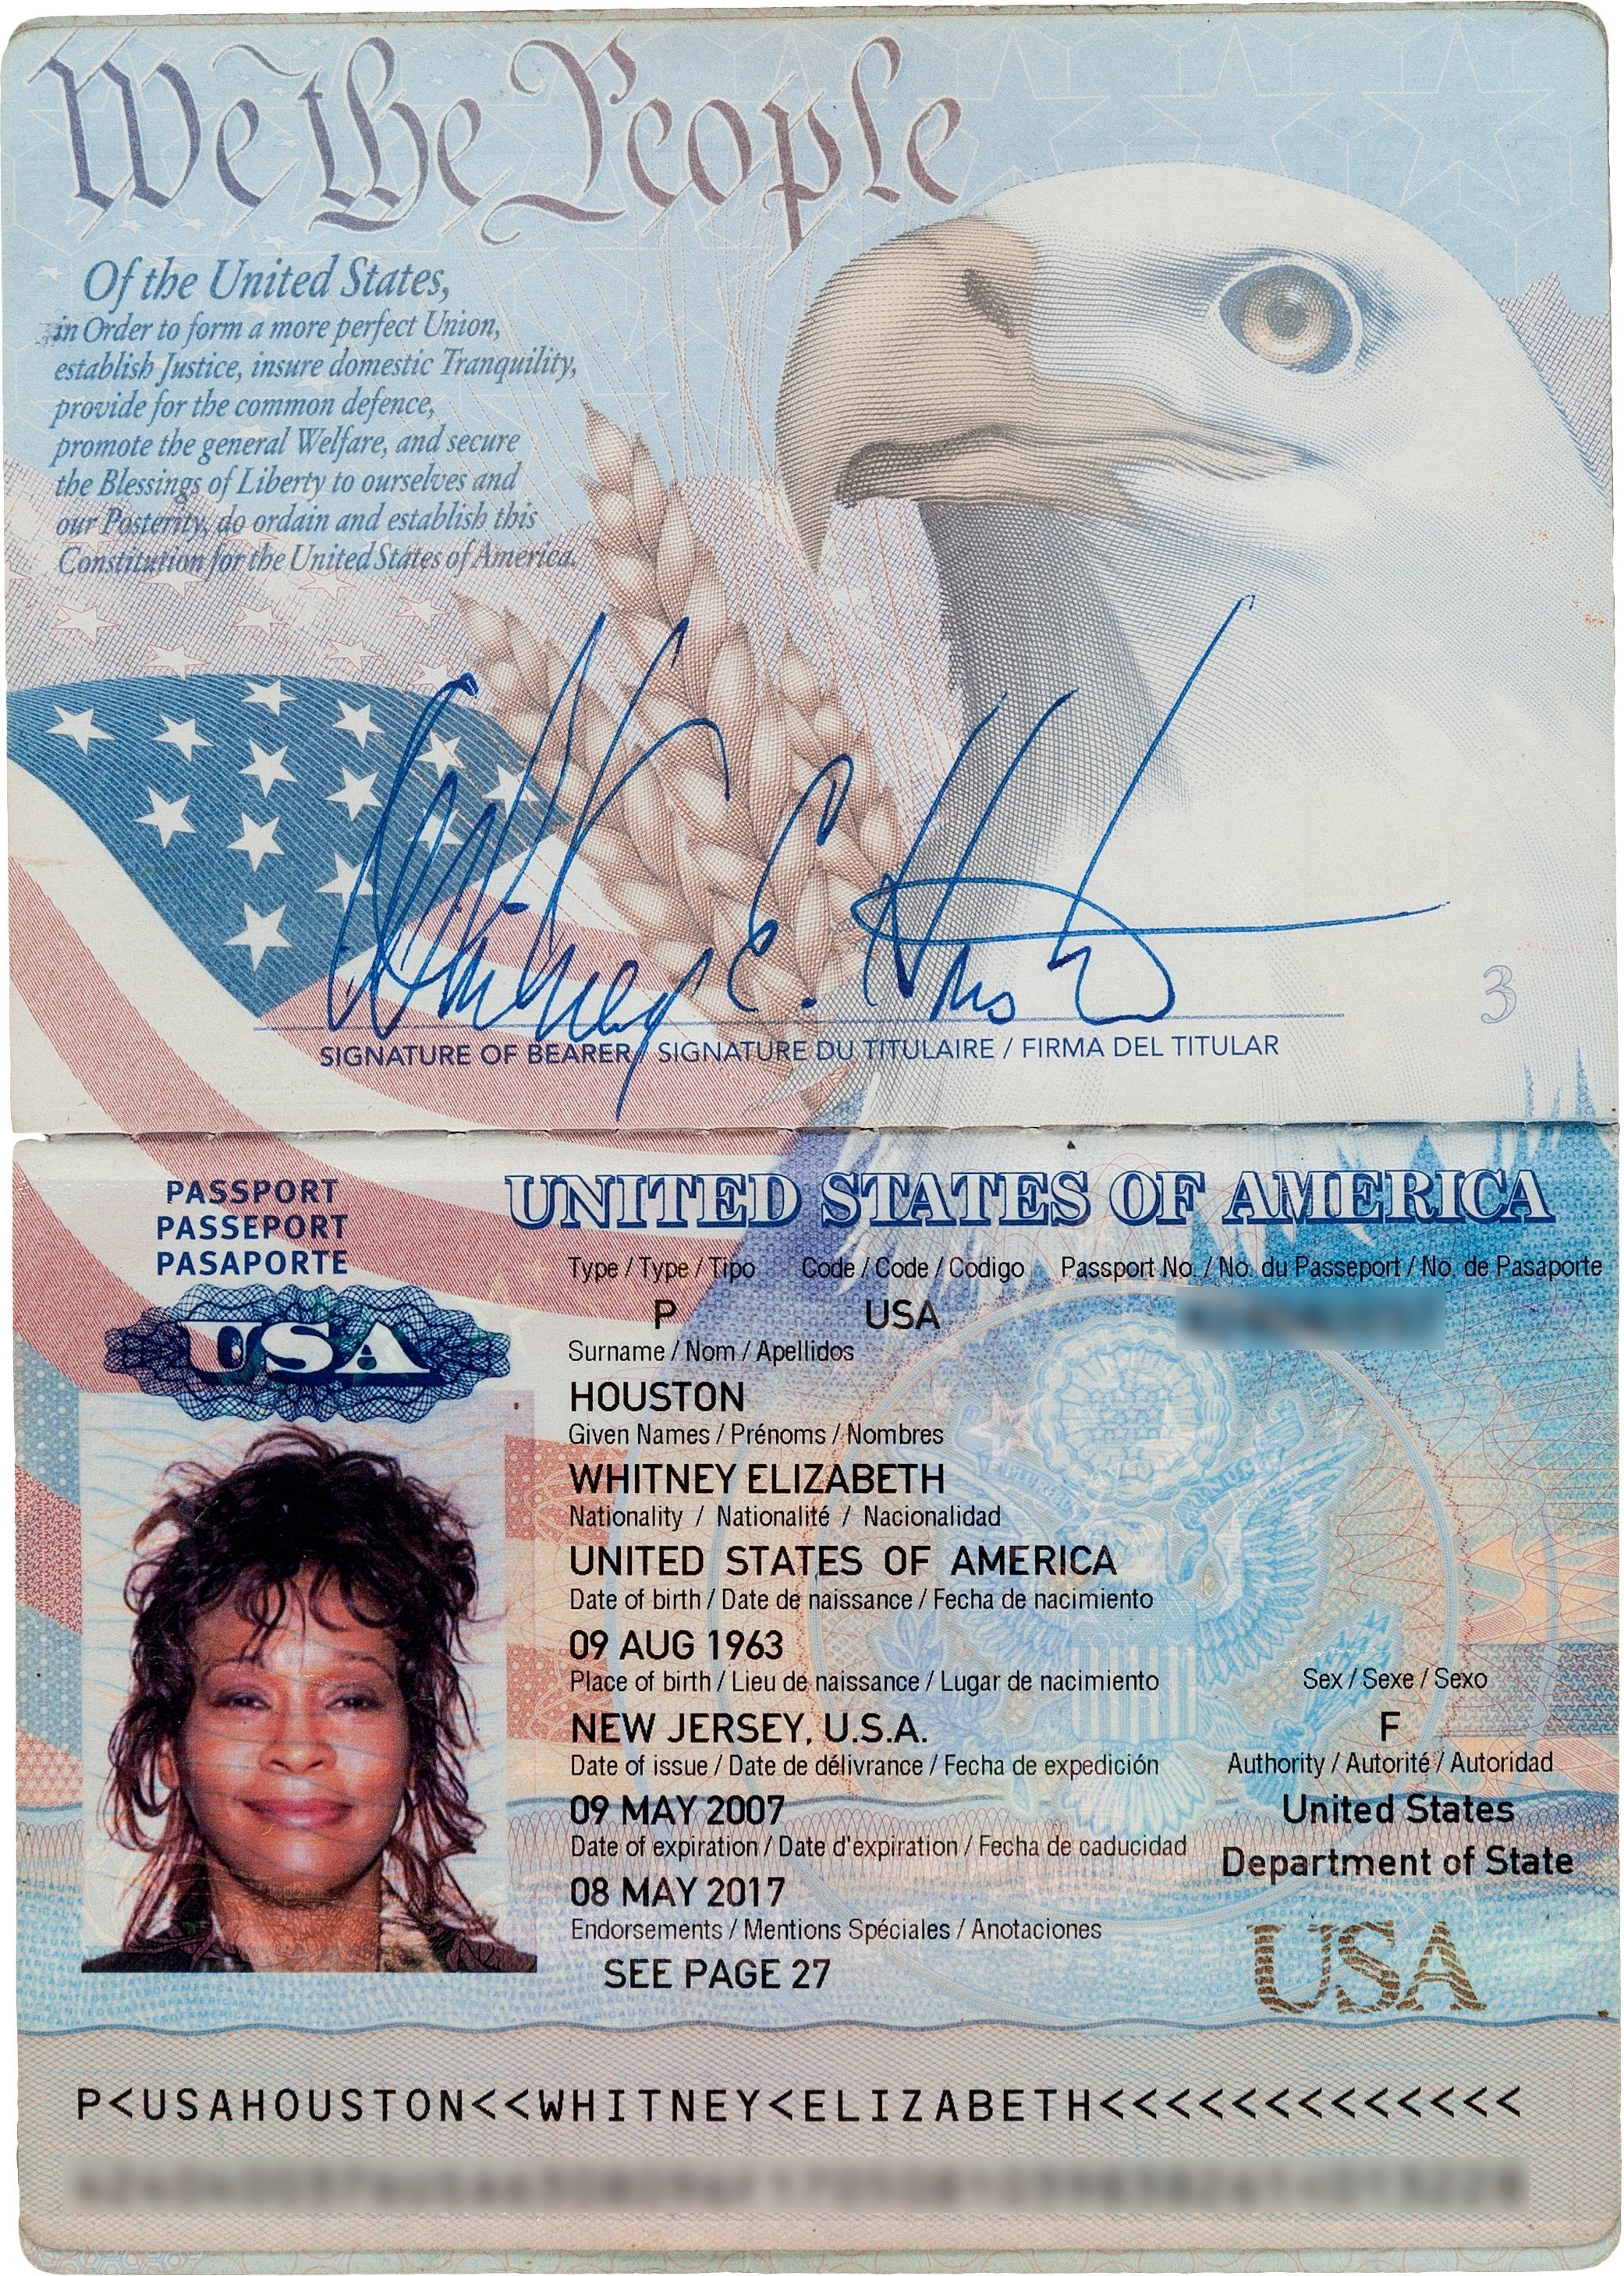 We the People
Of the United States,
in Order to form a more perfect Union,
establish Justice, insure domestic Tranquility,
provide for the common defence,
promote the general Welfare, and secure
the Blessings of Liberty to ourselves and
our Posterity, do ordain and establish this
Constitution for the United States of America.
Whitney E. Houston
3
SIGNATURE OF BEARER / SIGNATURE DU TITULAIRE / FIRMA DEL TITULAR
PASSPORT
PASSEPORT
PASAPORTE
USA
UNITED STATES OF AMERICA
Type / Type / Tipo Code / Code / Codigo Passport No. / No. du Passeport / No. de Pasaporte
P USA
Surname / Nom / Apellidos
HOUSTON
Given Names / Prénoms / Nombres
WHITNEY ELIZABETH
Nationality / Nationalité / Nacionalidad
UNITED STATES OF AMERICA
Date of birth / Date de naissance / Fecha de nacimiento
09 AUG 1963
Place of birth / Lieu de naissance / Lugar de nacimiento Sex / Sexe / Sexo
NEW JERSEY, U.S.A. F
Date of issue / Date de délivrance / Fecha de expedición Authority / Autorité / Autoridad
09 MAY 2007 United States
Date of expiration / Date d'expiration / Fecha de caducidad Department of State
08 MAY 2017
Endorsements / Mentions Spéciales / Anotaciones
SEE PAGE 27
USA
P<USAHOUSTON<<WHITNEY<ELIZABETH<<<<<<<<<<<<<